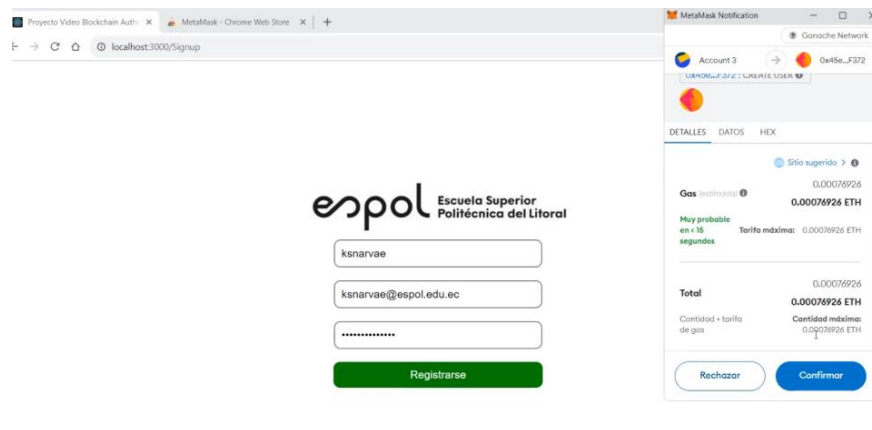 Proyecto Video Blockchain Auth
MetaMask - Chrome Web Store
localhost:3000/Signup
espol Escuela Superior
Politécnica del Litoral
ksnarvae
ksnarvae@espol.edu.ec
Registrarse
MetaMask Notification
Ganache Network
Account 3
0x45e...F372
0x45e...F372 : CREATE USER
DETALLES DATOS HEX
Sitio sugerido >
0.00076926
Gas (estimado)
0.00076926 ETH
Muy probable
en < 15
segundos
Tarifa máxima: 0.00076926 ETH
0.00076926
Total
0.00076926 ETH
Cantidad + tarifa
de gas
Cantidad máxima:
0.00076926 ETH
Rechazar
Confirmar